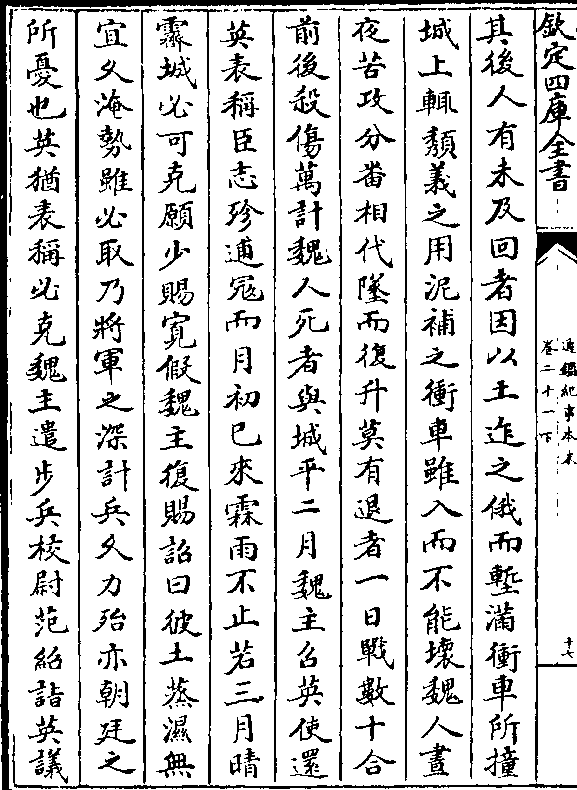 欽定四庫全書
通鑑紀事本末
卷二十一下
十七
其後人有未及回者因以土迮之俄而塹滿衝車所撞
城上輒頽義之用泥補之衝車雖入而不能壞魏人晝
夜苦攻分番相代墜而復升莫有退者一日戰數十合
前後殺傷萬計魏人死者與城平二月魏主召英使還
英表稱臣志殄逋冦而月初已來霖雨不止若三月晴
霽城必可克願少賜寛假魏主復賜詔曰彼土蒸濕無
宜乆淹勢雖必取乃將軍之深計兵乆力殆亦朝廷之
所憂也英猶表稱必克魏主遣步兵校尉范紹詣英議